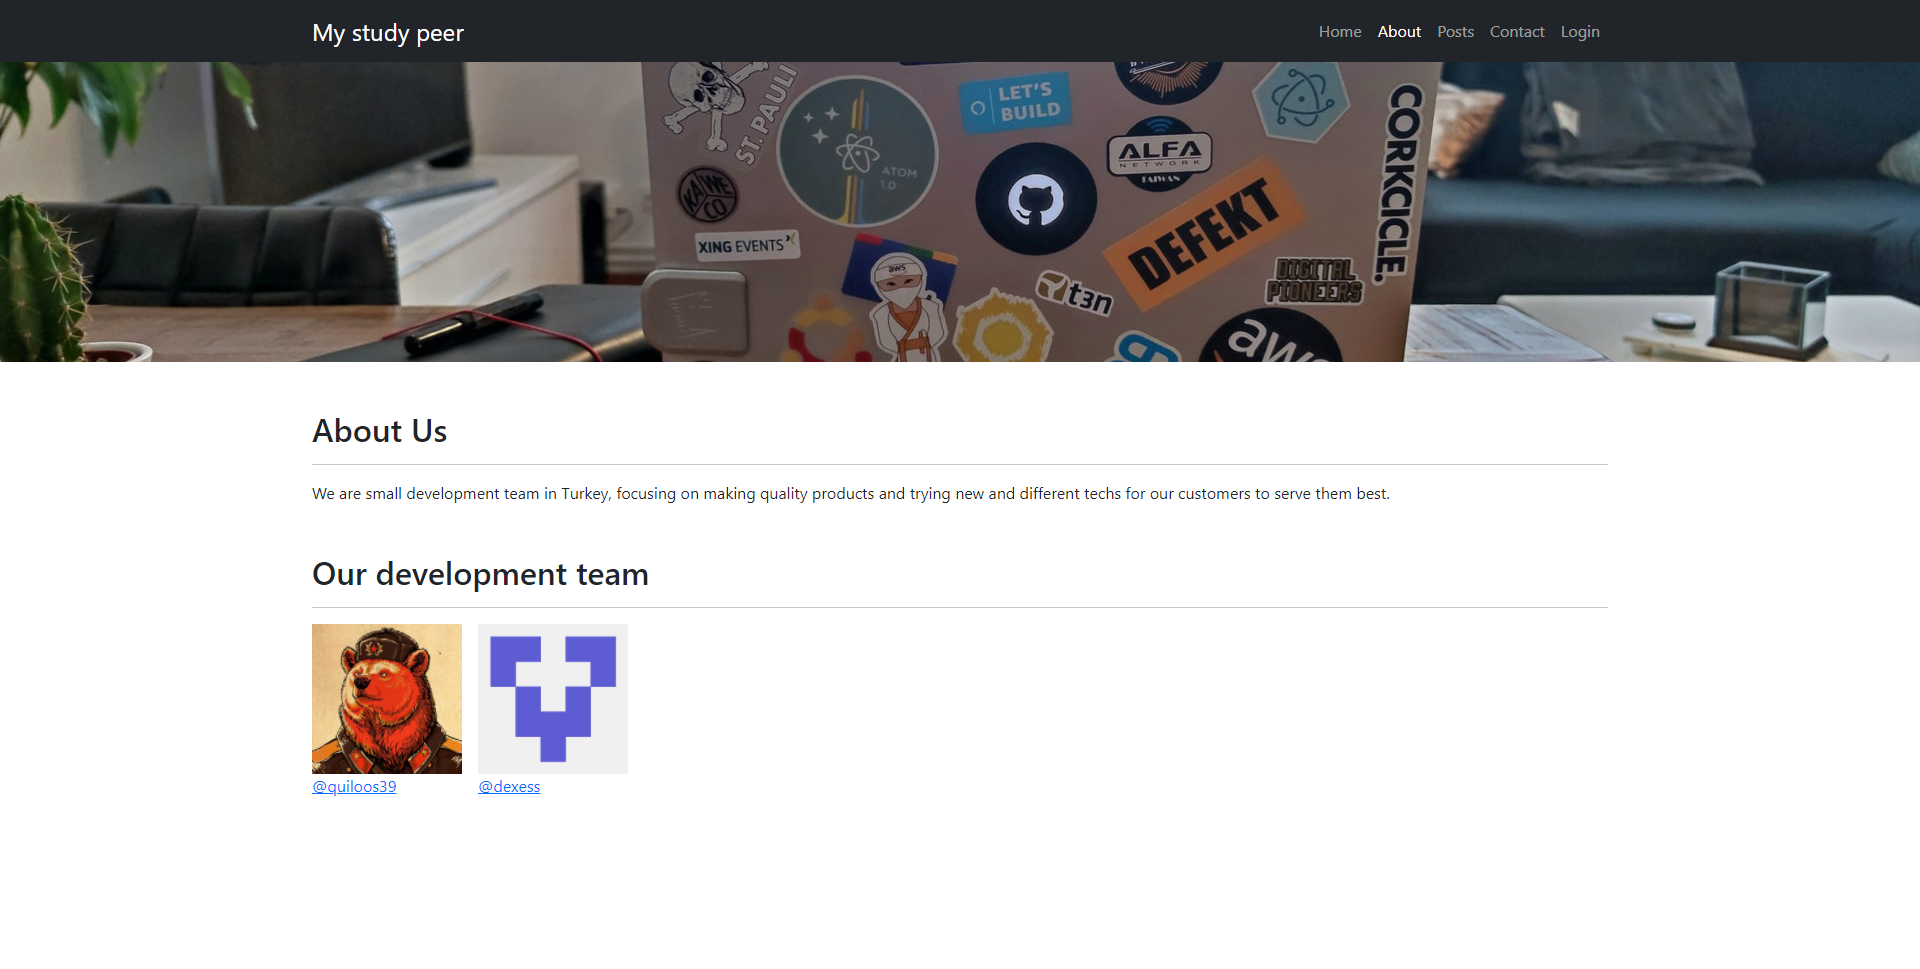 My study peer
Home About Posts Contact Login
ST. PAULI
LET'S
BUILD
ATOM
1.0
ALFA
NETWORK
TAIWAN
CORKCICLE.
KAWE
CO
XING EVENTS
DEFEKT
aws
t3n
DIGITAL
PIONEERS
aws
About Us
We are small development team in Turkey, focusing on making quality products and trying new and different techs for our customers to serve them best.
Our development team
@quiloos39
@dexess